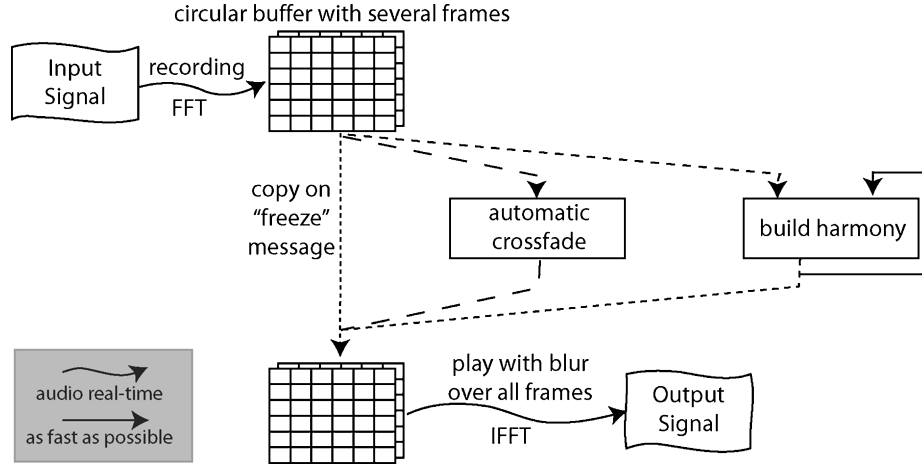 circular buffer with several frames
Input
Signal
recording
FFT
copy on
“freeze”
message
automatic
crossfade
build harmony
audio real-time
as fast as possible
play with blur
over all frames
IFFT
Output
Signal